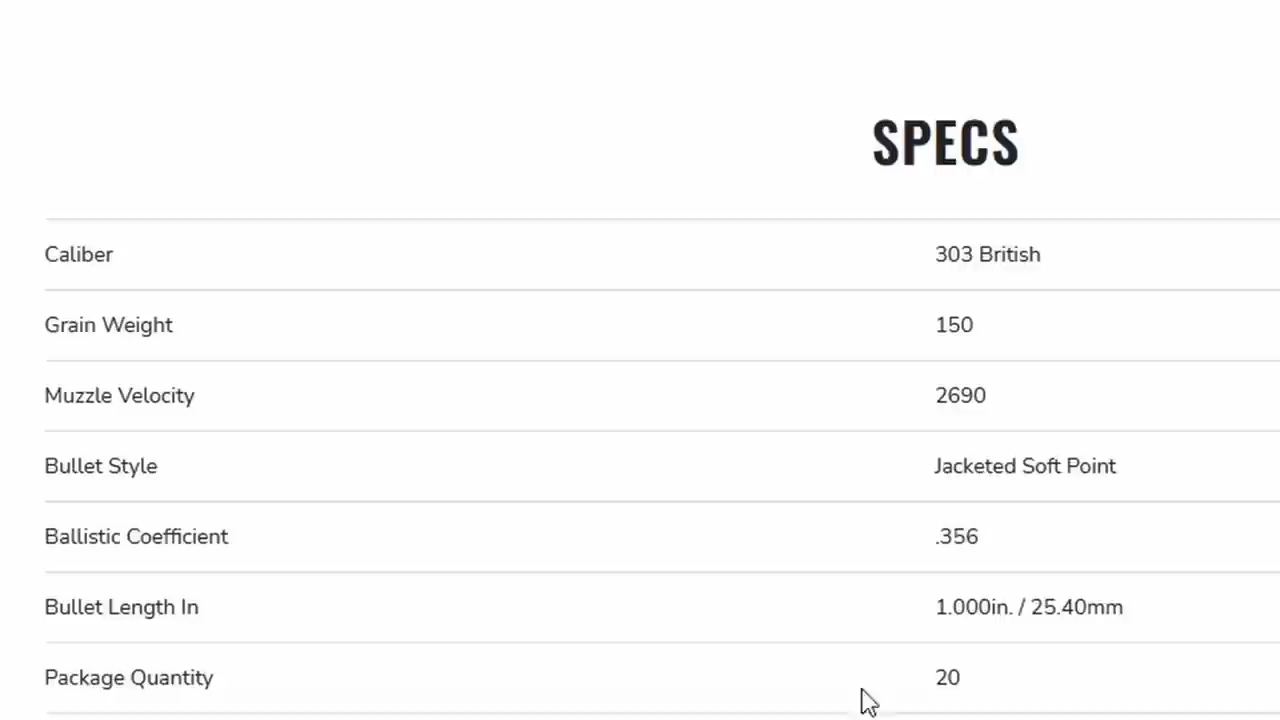 SPECS
Caliber 303 British
Grain Weight 150
Muzzle Velocity 2690
Bullet Style Jacketed Soft Point
Ballistic Coefficient .356
Bullet Length In 1.000in. / 25.40mm
Package Quantity 20